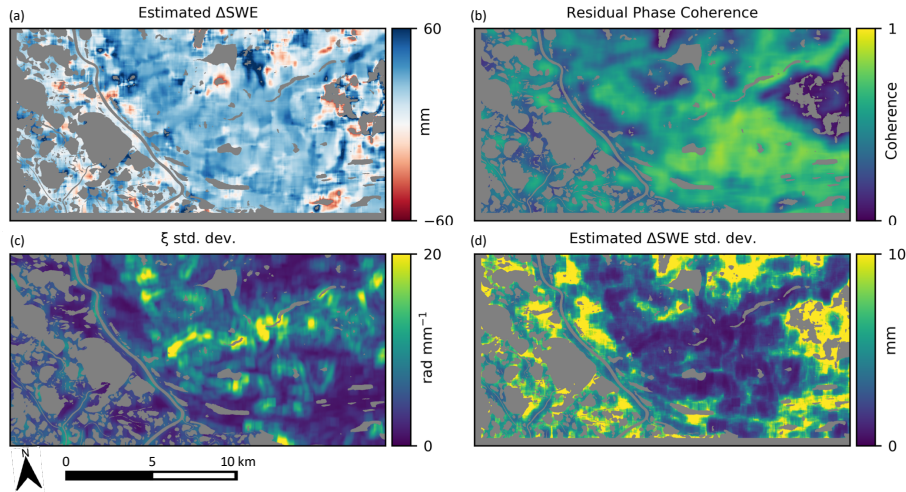 (a) Estimated ΔSWE
60
mm
−60
(b) Residual Phase Coherence
1
Coherence
0
(c) ξ std. dev.
20
rad mm⁻¹
0
(d) Estimated ΔSWE std. dev.
10
mm
0
N
0 5 10 km